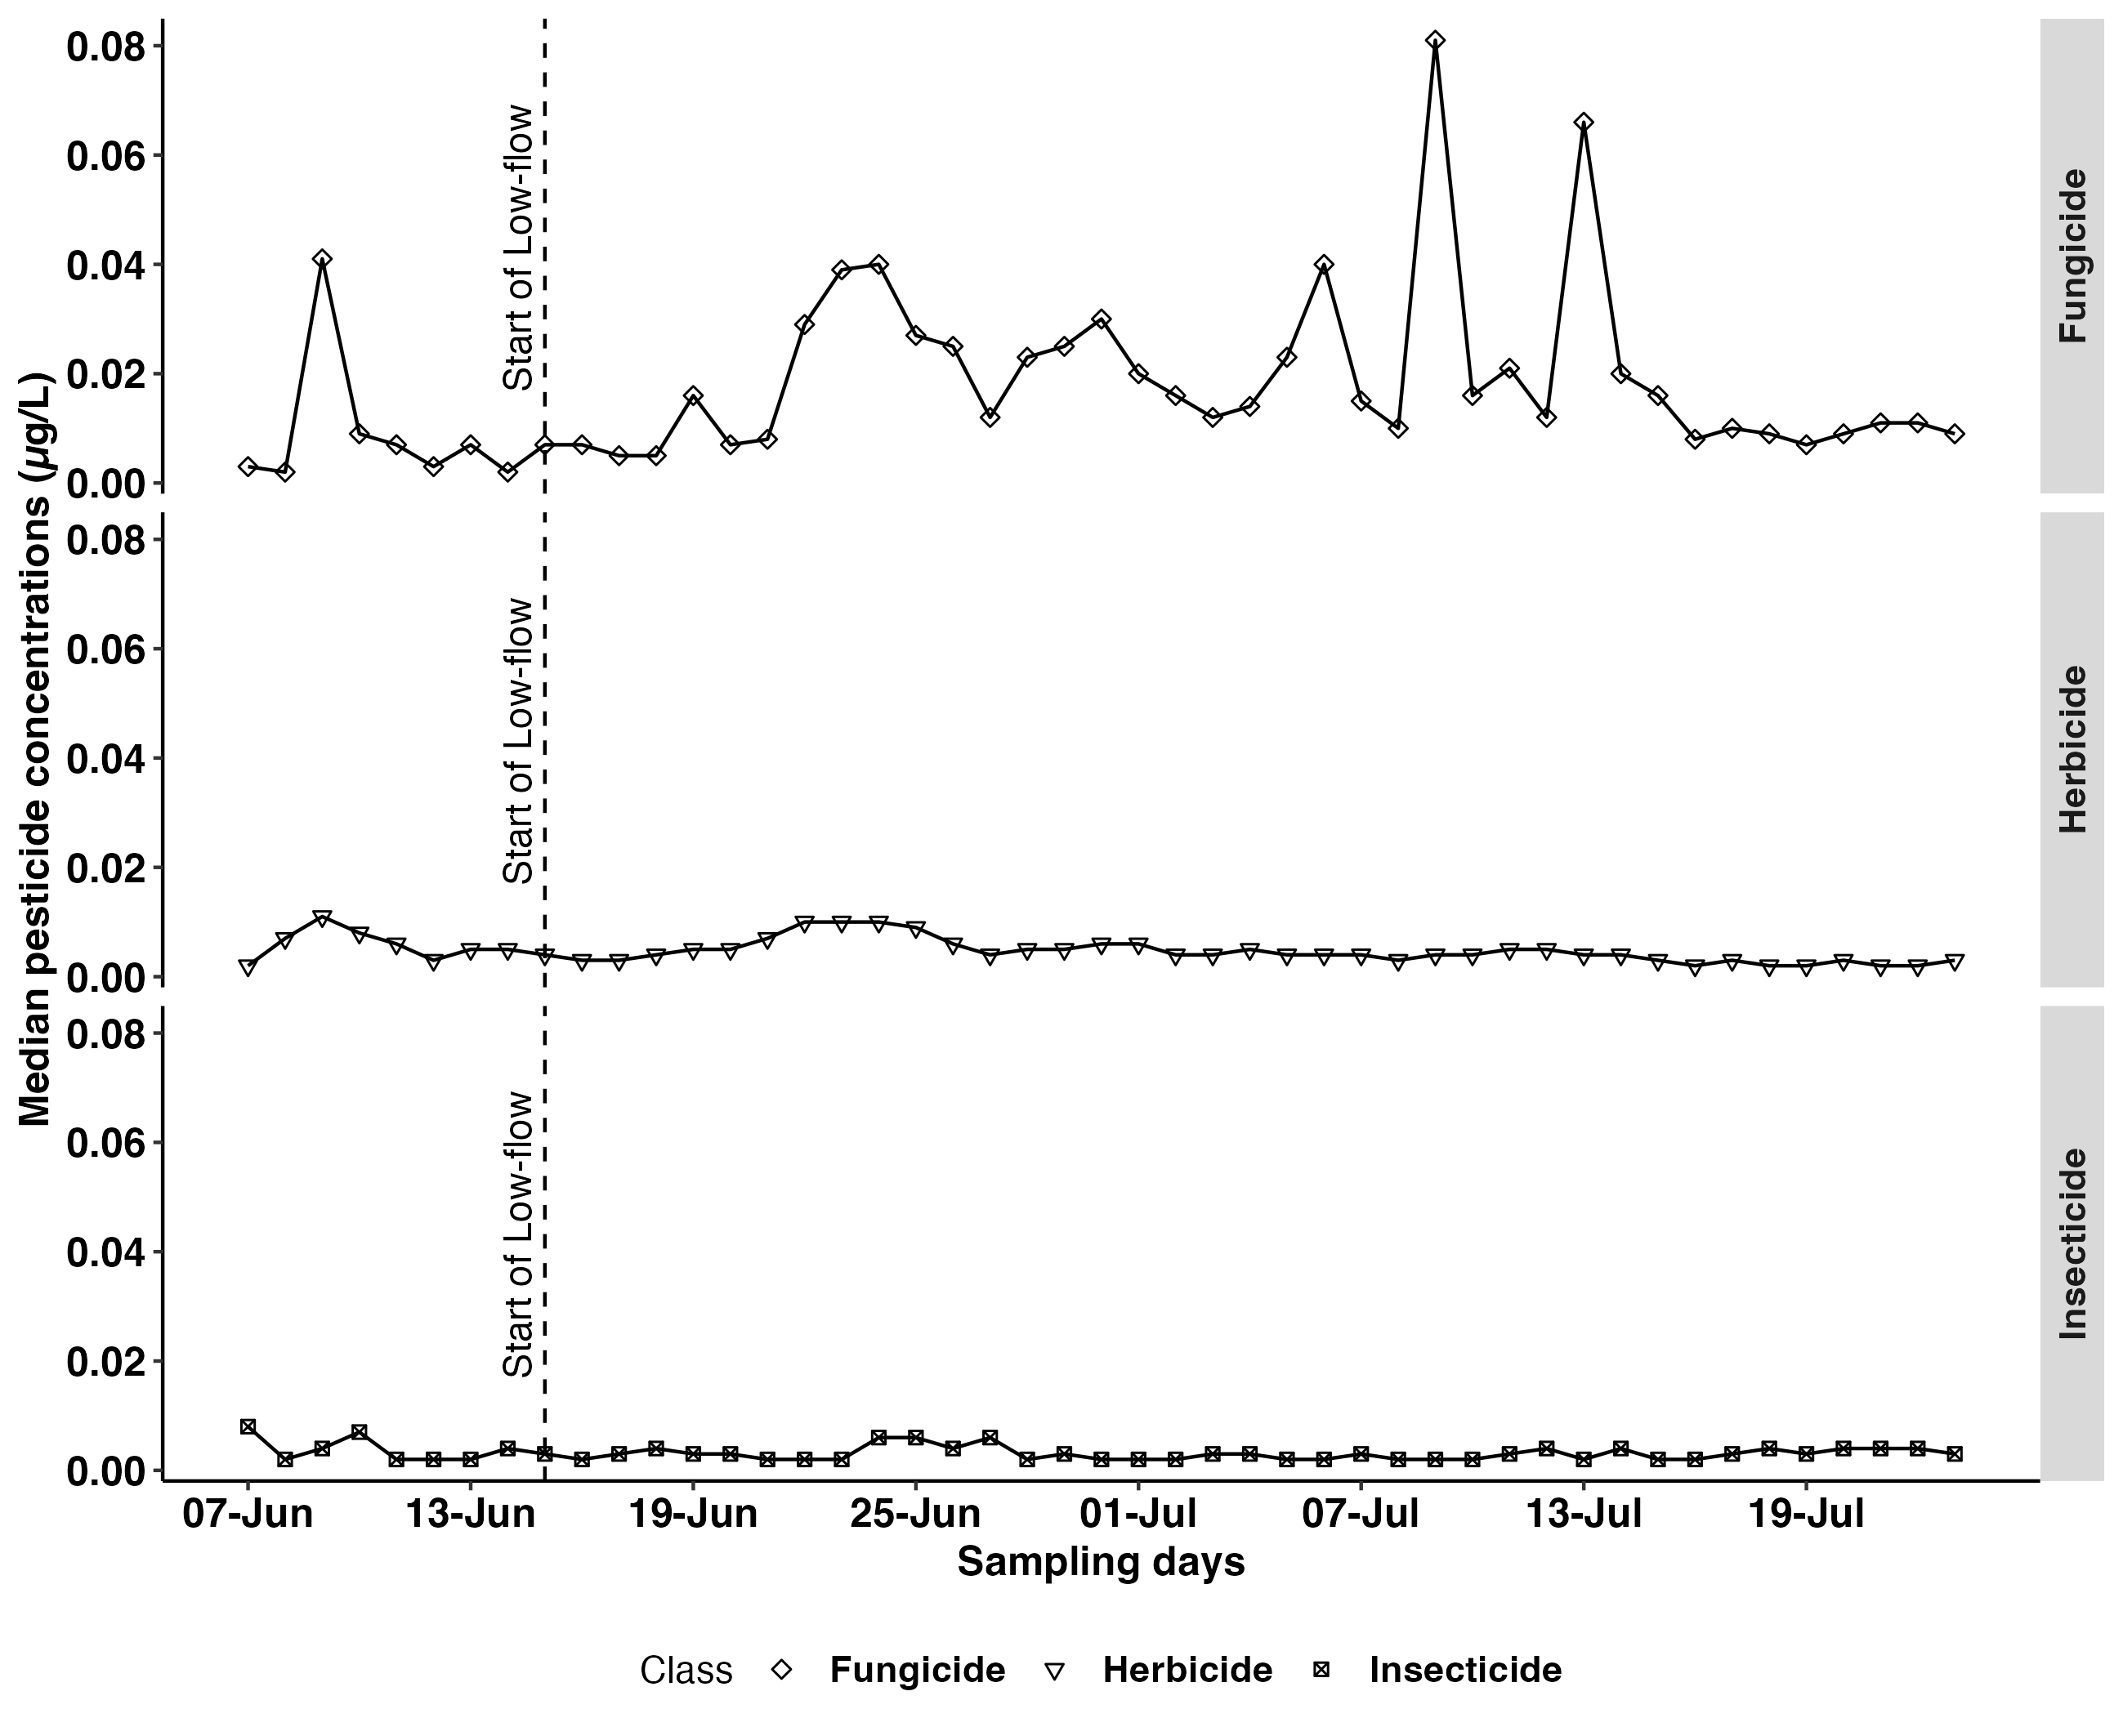 Median pesticide concentrations (µg/L)
0.08
0.06
0.04
0.02
0.00
Start of Low-flow
Fungicide
0.08
0.06
0.04
0.02
0.00
Start of Low-flow
Herbicide
0.08
0.06
0.04
0.02
0.00
Start of Low-flow
Insecticide
07-Jun 13-Jun 19-Jun 25-Jun 01-Jul 07-Jul 13-Jul 19-Jul
Sampling days
Class Fungicide Herbicide Insecticide